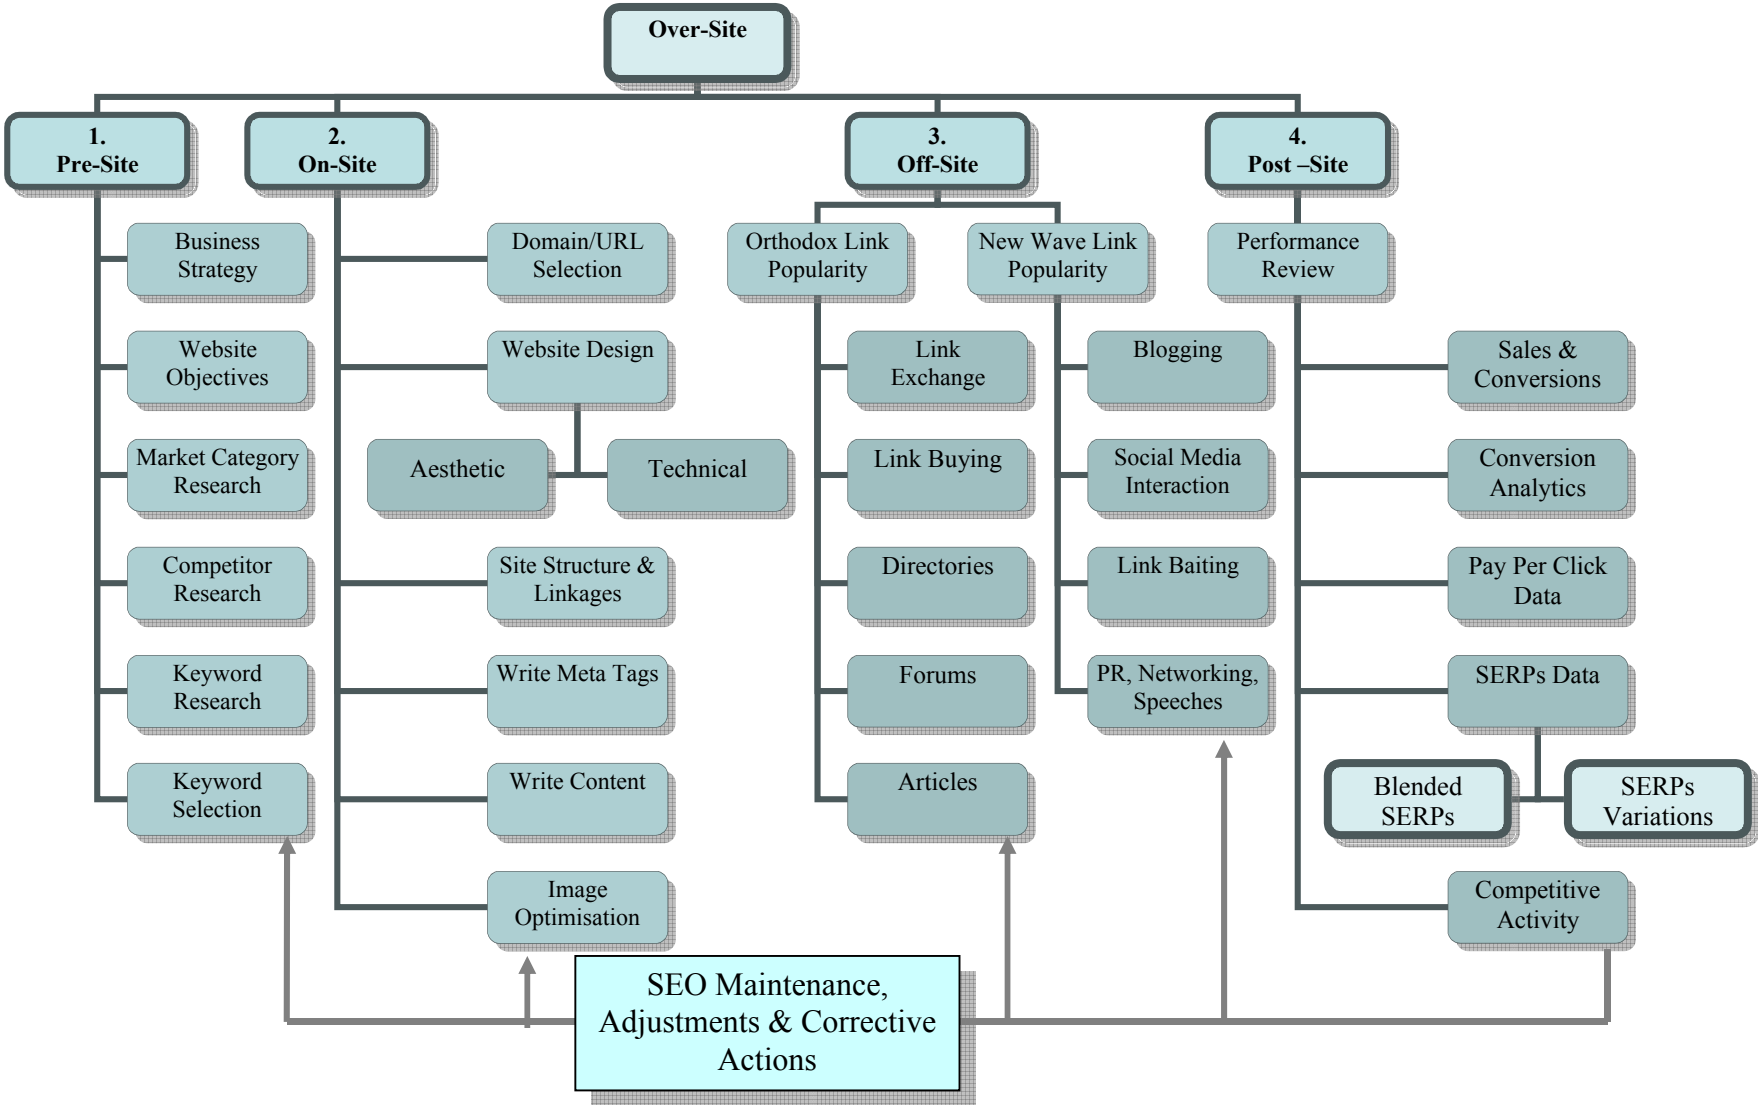 Over-Site
1.
Pre-Site
2.
On-Site
3.
Off-Site
4.
Post –Site
Business
Strategy
Website
Objectives
Market Category
Research
Competitor
Research
Keyword
Research
Keyword
Selection
Domain/URL
Selection
Website Design
Aesthetic
Technical
Site Structure &
Linkages
Write Meta Tags
Write Content
Image
Optimisation
Orthodox Link
Popularity
Link
Exchange
Link Buying
Directories
Forums
Articles
New Wave Link
Popularity
Blogging
Social Media
Interaction
Link Baiting
PR, Networking,
Speeches
Performance
Review
Sales &
Conversions
Conversion
Analytics
Pay Per Click
Data
SERPs Data
Blended
SERPs
SERPs
Variations
Competitive
Activity
SEO Maintenance,
Adjustments & Corrective
Actions